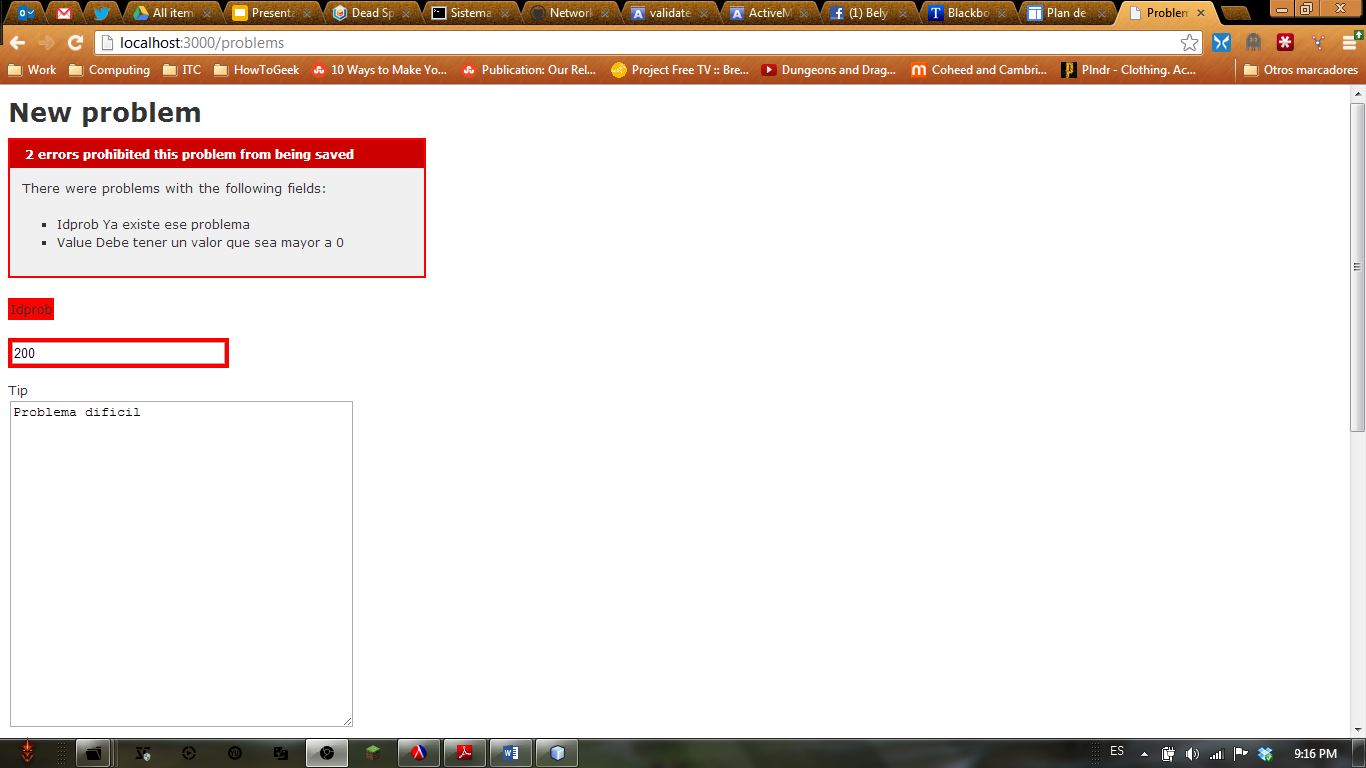 All item
Presenta
Dead Sp
Sistema
Network
validate
ActiveM
(1) Bely
Blackbo
Plan de
Problem
localhost:3000/problems
Work
Computing
ITC
HowToGeek
10 Ways to Make Yo...
Publication: Our Rel...
Project Free TV :: Bre...
Dungeons and Drag...
Coheed and Cambri...
Plndr - Clothing. Ac...
Otros marcadores
New problem
2 errors prohibited this problem from being saved
There were problems with the following fields:
Idprob Ya existe ese problema
Value Debe tener un valor que sea mayor a 0
Idprob
200
Tip
Problema dificil
ES
9:16 PM